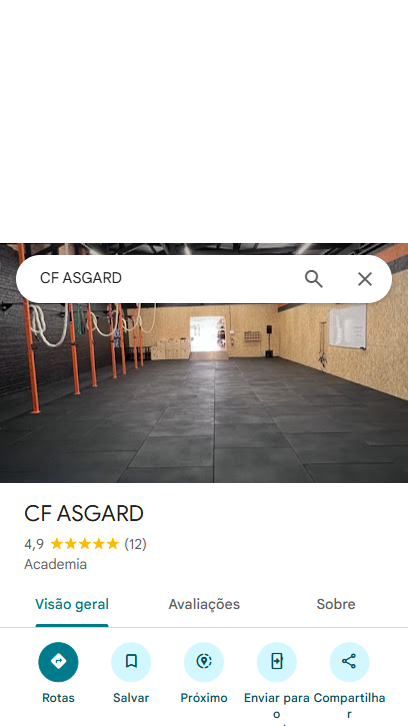 CF ASGARD
CF ASGARD
4,9 (12)
Academia
Visão geral Avaliações Sobre
Rotas Salvar Próximo Enviar para o Compartilhar